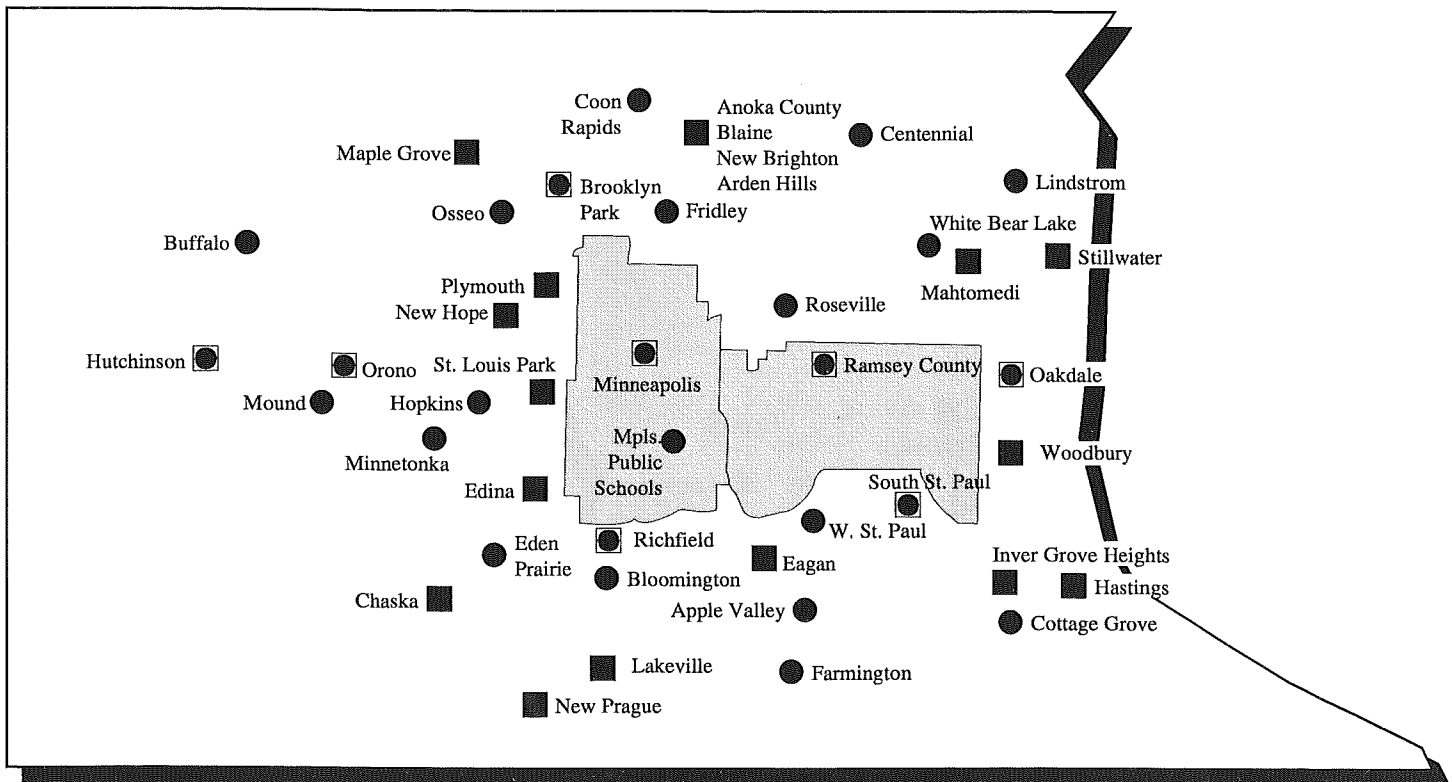 Coon
Rapids
Anoka County
Blaine
New Brighton
Arden Hills
Centennial
Maple Grove
Brooklyn
Park
Lindstrom
Osseo
Fridley
White Bear Lake
Buffalo
Stillwater
Plymouth
Mahtomedi
New Hope
Roseville
Hutchinson
Orono
St. Louis Park
Minneapolis
Ramsey County
Oakdale
Mound
Hopkins
Mpls.
Public
Schools
Minnetonka
Woodbury
Edina
South St. Paul
W. St. Paul
Richfield
Eden
Prairie
Inver Grove Heights
Eagan
Bloomington
Hastings
Chaska
Apple Valley
Cottage Grove
Lakeville
Farmington
New Prague